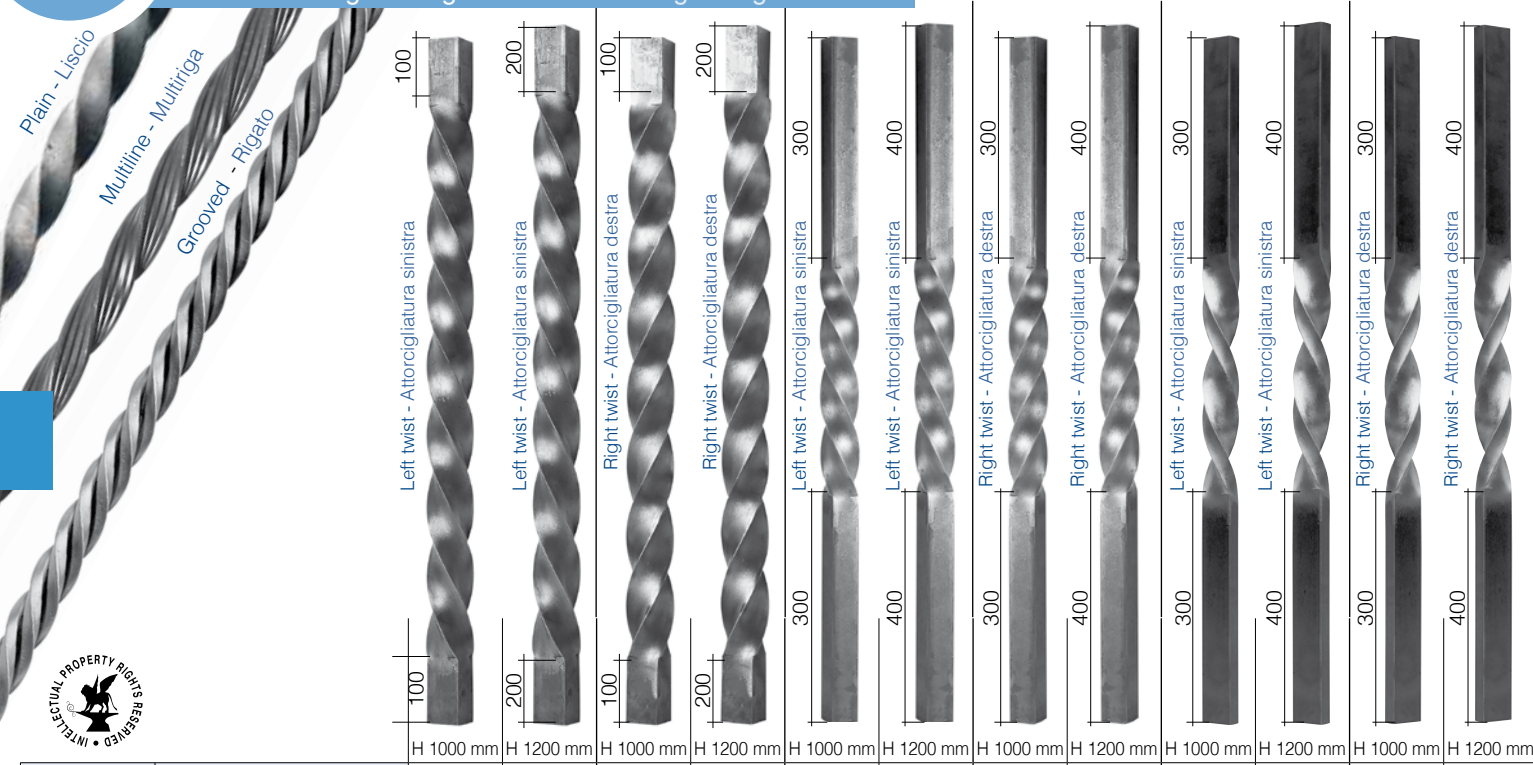 Plain - Liscio
Multiline - Multiriga
Grooved - Rigato
INTELLECTUAL PROPERTY RIGHTS RESERVED
100
200
100
200
300
400
300
400
300
400
300
400
Left twist - Attorcigliatura sinistra
Left twist - Attorcigliatura sinistra
Right twist - Attorcigliatura destra
Right twist - Attorcigliatura destra
Left twist - Attorcigliatura sinistra
Left twist - Attorcigliatura sinistra
Right twist - Attorcigliatura destra
Right twist - Attorcigliatura destra
Left twist - Attorcigliatura sinistra
Left twist - Attorcigliatura sinistra
Right twist - Attorcigliatura destra
Right twist - Attorcigliatura destra
100
200
100
200
300
400
300
400
300
400
300
400
H 1000 mm
H 1200 mm
H 1000 mm
H 1200 mm
H 1000 mm
H 1200 mm
H 1000 mm
H 1200 mm
H 1000 mm
H 1200 mm
H 1000 mm
H 1200 mm